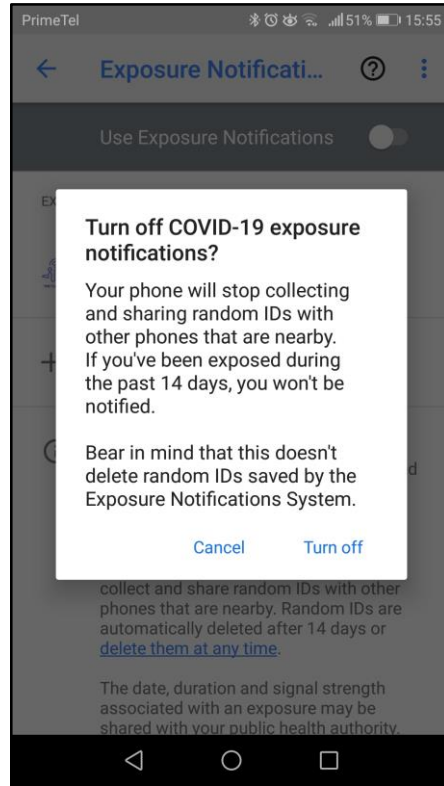 PrimeTel 51% 15:55
Exposure Notificati...
Use Exposure Notifications
EX
Turn off COVID-19 exposure
notifications?
Your phone will stop collecting
and sharing random IDs with
other phones that are nearby.
If you've been exposed during
the past 14 days, you won't be
notified.
Bear in mind that this doesn't
delete random IDs saved by the
Exposure Notifications System.
d
Cancel Turn off
collect and share random IDs with other
phones that are nearby. Random IDs are
automatically deleted after 14 days or
delete them at any time.
The date, duration and signal strength
associated with an exposure may be
shared with your public health authority.